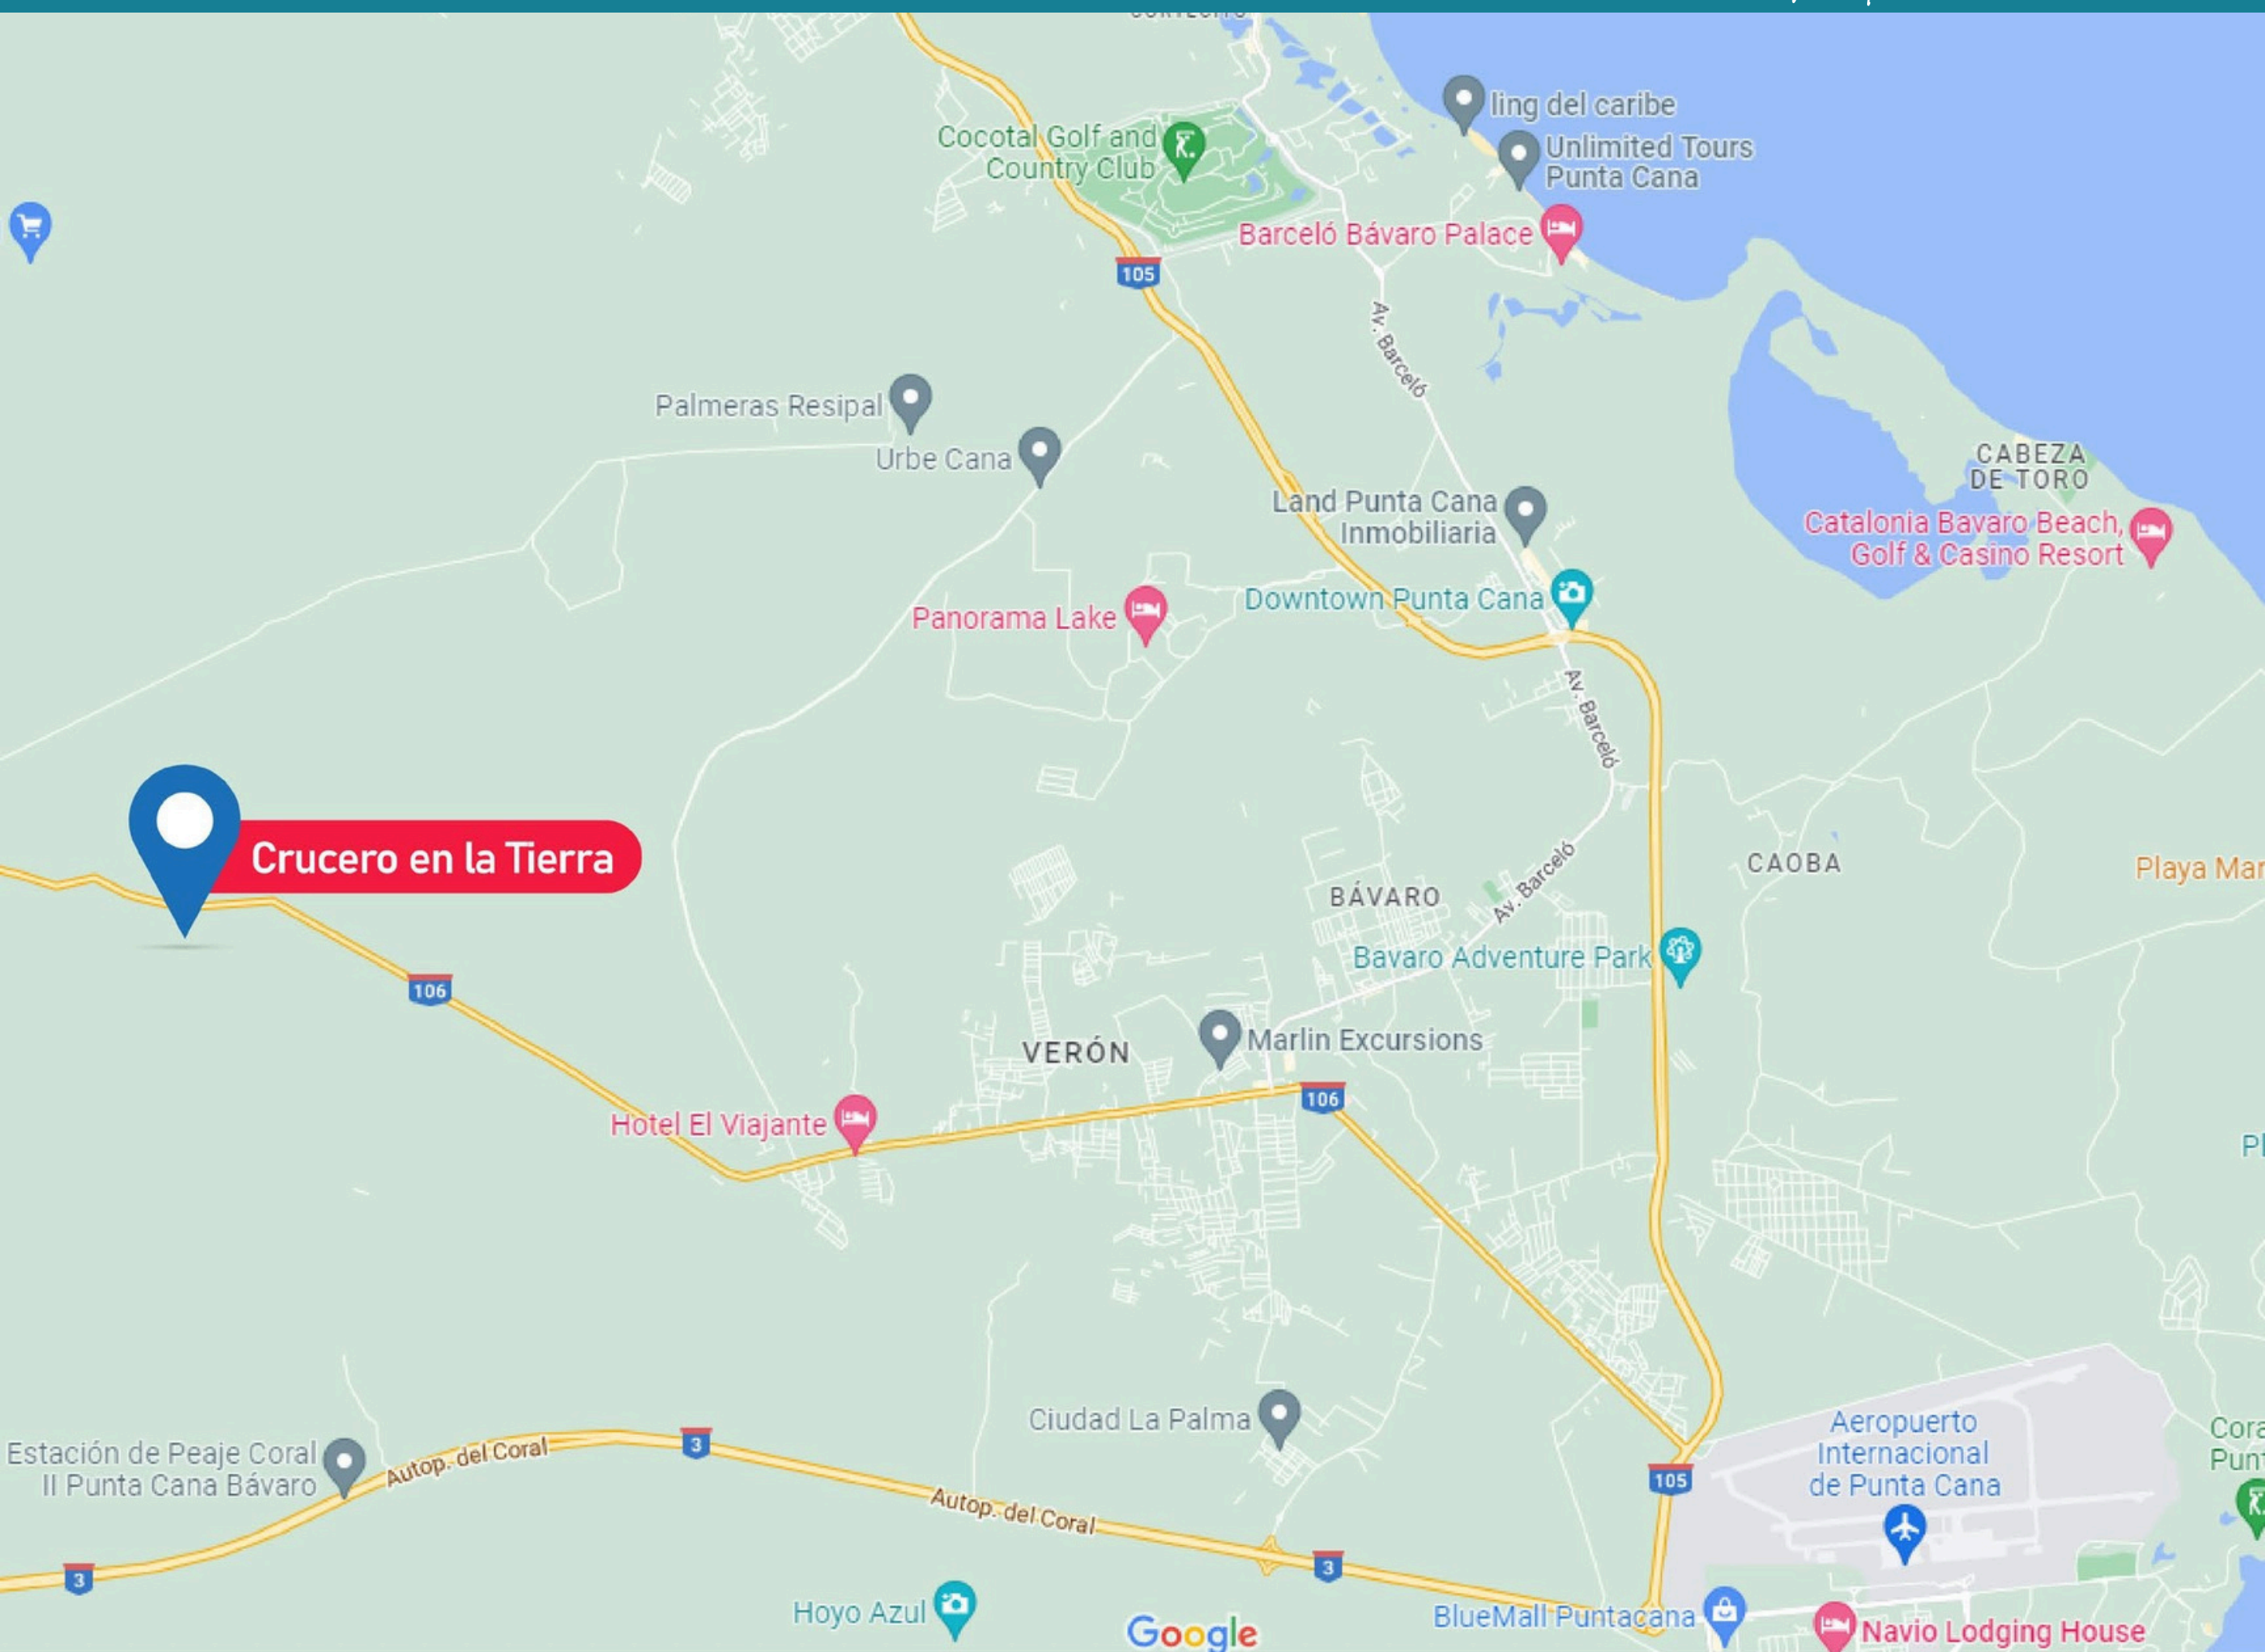 ling del caribe
Cocotal Golf and
Country Club
Unlimited Tours
Punta Cana
Barceló Bávaro Palace
105
Av. Barceló
Palmeras Resipal
Urbe Cana
CABEZA
DE TORO
Land Punta Cana
Inmobiliaria
Catalonia Bavaro Beach,
Golf & Casino Resort
Panorama Lake
Downtown Punta Cana
Av. Barceló
Crucero en la Tierra
Av. Barceló
CAOBA
Playa Mar
BÁVARO
Bavaro Adventure Park
106
VERÓN
Marlin Excursions
106
Hotel El Viajante
Pl
Ciudad La Palma
Aeropuerto
Internacional
de Punta Cana
Cora
Punt
Estación de Peaje Coral
II Punta Cana Bávaro
Autop. del Coral
3
105
Autop. del Coral
3
3
Hoyo Azul
Google
BlueMall Puntacana
Navio Lodging House